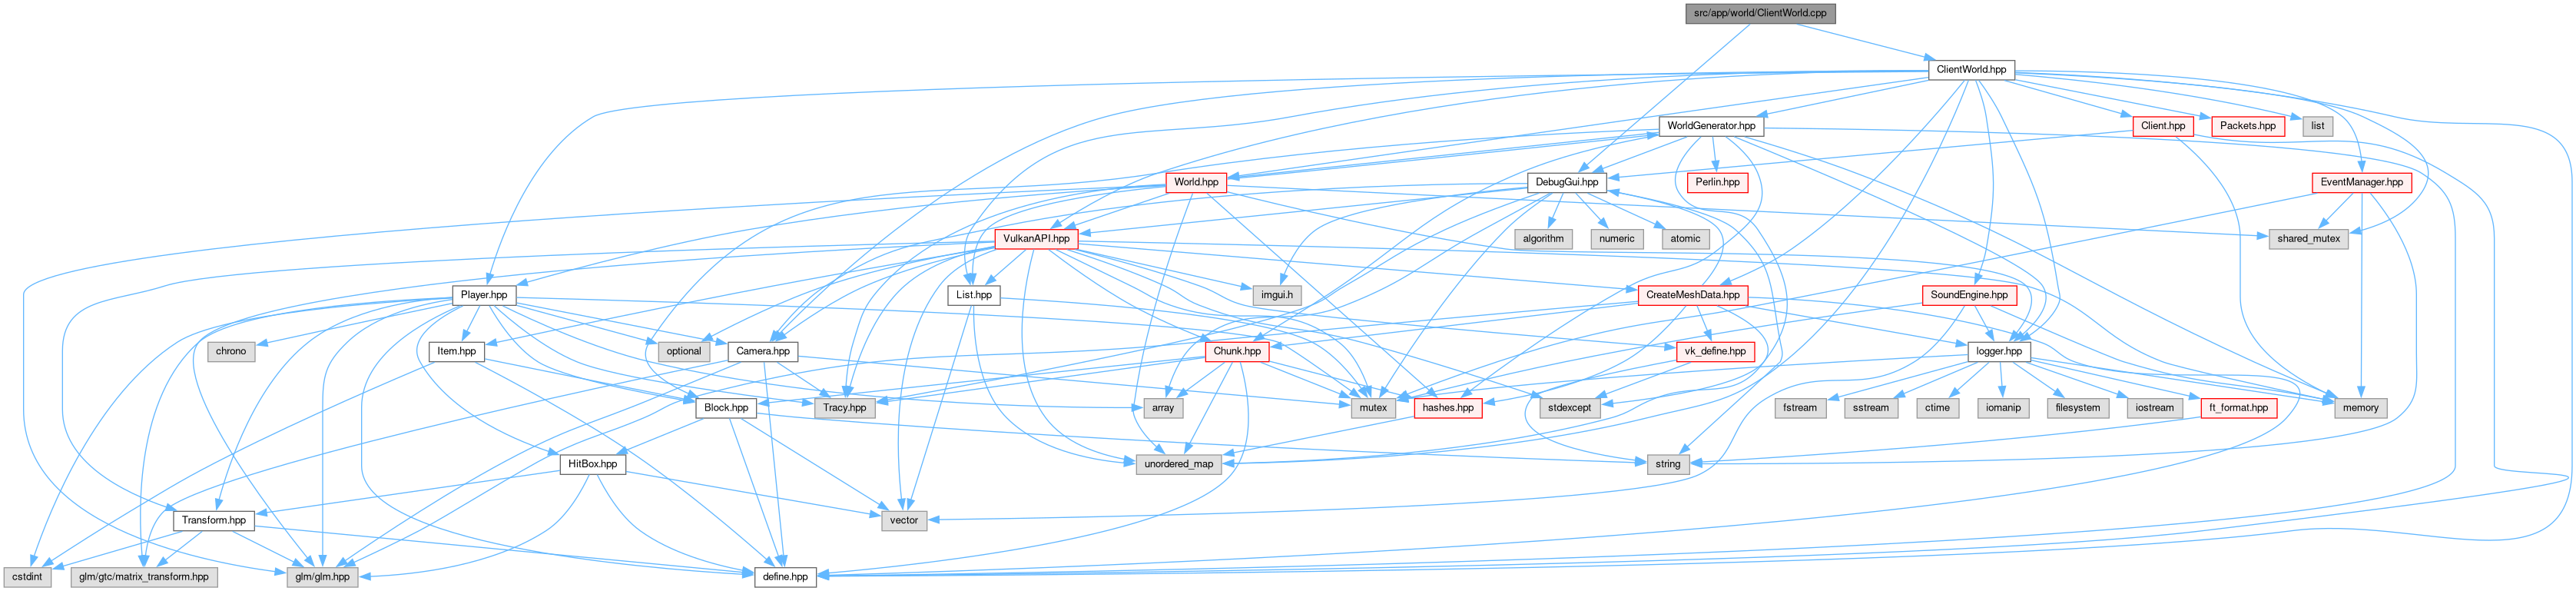 src/app/world/ClientWorld.cpp
ClientWorld.hpp
WorldGenerator.hpp
Client.hpp
Packets.hpp
list
World.hpp
DebugGui.hpp
Perlin.hpp
EventManager.hpp
VulkanAPI.hpp
algorithm
numeric
atomic
shared_mutex
Player.hpp
List.hpp
imgui.h
CreateMeshData.hpp
SoundEngine.hpp
chrono
Item.hpp
optional
Camera.hpp
Chunk.hpp
vk_define.hpp
logger.hpp
Block.hpp
Tracy.hpp
array
mutex
stdexcept
hashes.hpp
fstream
sstream
ctime
iomanip
filesystem
iostream
ft_format.hpp
memory
HitBox.hpp
unordered_map
string
Transform.hpp
vector
cstdint
glm/gtc/matrix_transform.hpp
glm/glm.hpp
define.hpp